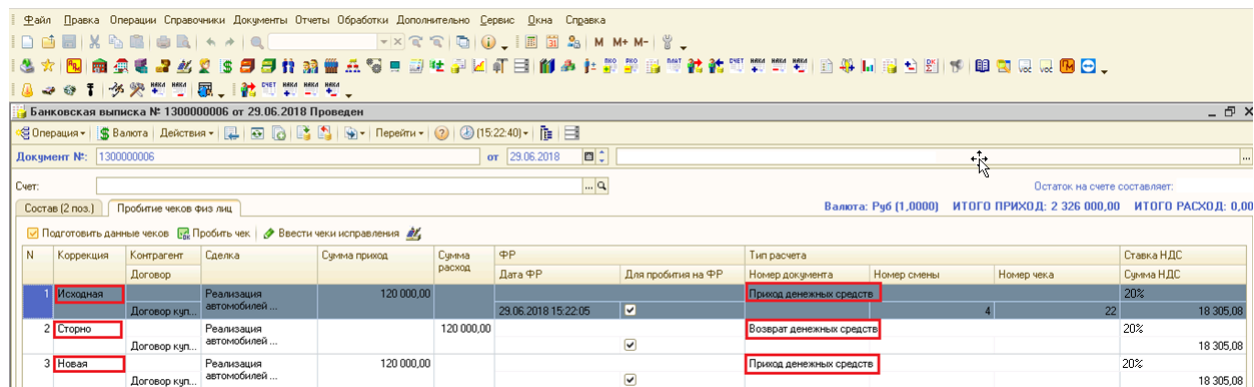 Файл Правка Операции Справочники Документы Отчеты Обработки Дополнительно Сервис Окна Справка
M M+ M-
Банковская выписка № 1300000006 от 29.06.2018 Проведен
Операция Валюта Действия Перейти (15:22:40)
Документ №: 1300000006 от 29.06.2018
Счет: Остаток на счете составляет:
Состав (2 поз.) Пробитие чеков физ лиц Валюта: Руб (1,0000) ИТОГО ПРИХОД: 2 326 000,00 ИТОГО РАСХОД: 0,00
Подготовить данные чеков Пробить чек Ввести чеки исправления
N Коррекция Контрагент Сделка Сумма приход Сумма расход ФР Тип расчета Ставка НДС
Договор Дата ФР Для пробития на ФР Номер документа Номер смены Номер чека Сумма НДС
1 Исходная Реализация автомобилей ... 120 000,00 Приход денежных средств 20%
Договор куп... 29.06.2018 15:22:05 4 22 18 305,08
2 Сторно Реализация автомобилей ... 120 000,00 Возврат денежных средств 20%
Договор куп... 18 305,08
3 Новая Реализация автомобилей ... 120 000,00 Приход денежных средств 20%
Договор куп... 18 305,08